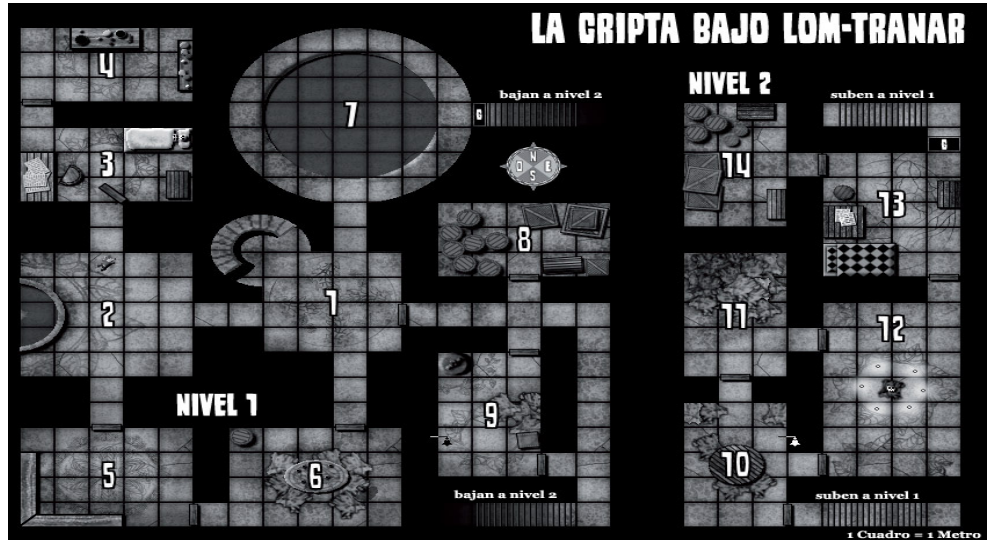 LA CRIPTA BAJO LOM-TRANAR
NIVEL 2
bajan a nivel 2
suben a nivel 1
4
7
3
14
13
8
2
1
11
12
NIVEL 1
9
5
6
10
bajan a nivel 2
suben a nivel 1
1 Cuadro = 1 Metro
N
O
E
S